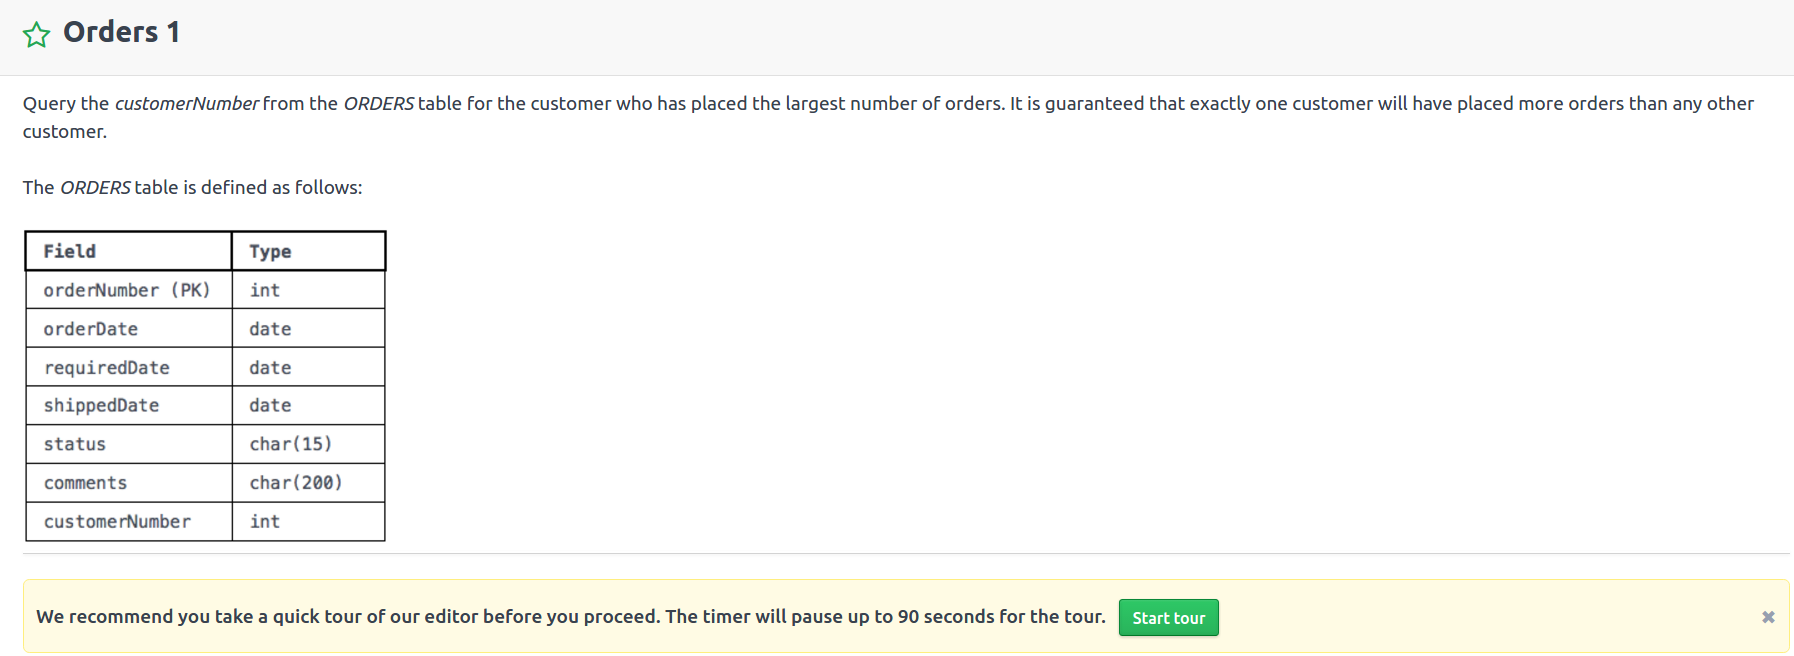 Orders 1
Query the customerNumber from the ORDERS table for the customer who has placed the largest number of orders. It is guaranteed that exactly one customer will have placed more orders than any other
customer.
The ORDERS table is defined as follows:
Field Type
orderNumber (PK) int
orderDate date
requiredDate date
shippedDate date
status char(15)
comments char(200)
customerNumber int
We recommend you take a quick tour of our editor before you proceed. The timer will pause up to 90 seconds for the tour. Start tour